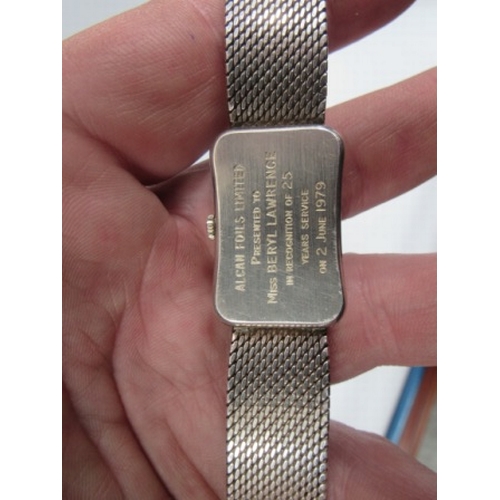 ALCAN FOILS LIMITED
PRESENTED TO
MISS BERYL LAWRENCE
IN RECOGNITION OF 25
YEARS SERVICE
ON 2 JUNE 1979